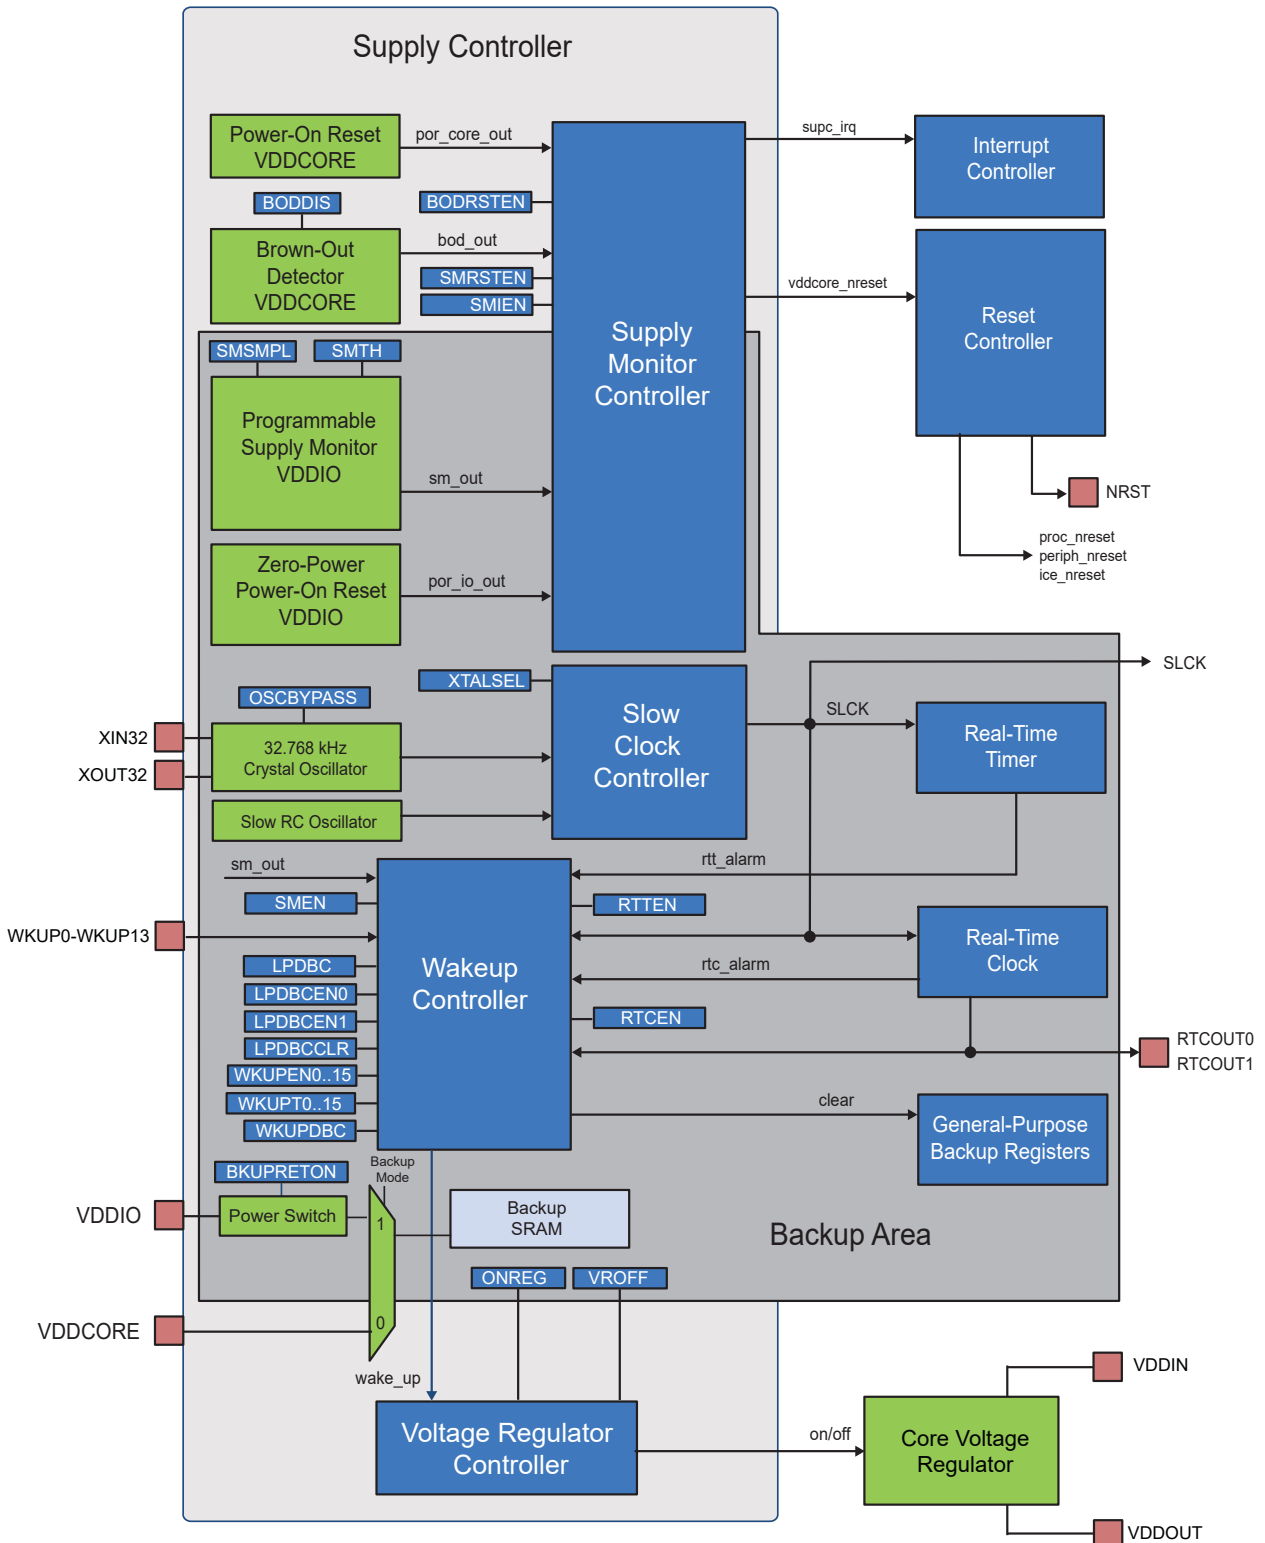 Supply Controller
Power-On Reset
VDDCORE
por_core_out
supc_irq
Interrupt
Controller
BODDIS
BODRSTEN
Brown-Out
Detector
VDDCORE
bod_out
SMRSTEN
SMIEN
vddcore_nreset
Reset
Controller
Supply
Monitor
Controller
SMSMPL
SMTH
Programmable
Supply Monitor
VDDIO
sm_out
NRST
proc_nreset
periph_nreset
ice_nreset
Zero-Power
Power-On Reset
VDDIO
por_io_out
XTALSEL
SLCK
OSCBYPASS
Slow
Clock
Controller
SLCK
Real-Time
Timer
XIN32
XOUT32
32.768 kHz
Crystal Oscillator
Slow RC Oscillator
sm_out
rtt_alarm
SMEN
RTTEN
WKUP0-WKUP13
Wakeup
Controller
Real-Time
Clock
LPDBC
rtc_alarm
LPDBCEN0
LPDBCEN1
RTCEN
LPDBCCLR
RTCOUT0
RTCOUT1
WKUPEN0..15
WKUPT0..15
WKUPDBC
clear
General-Purpose
Backup Registers
BKUPRETON
Backup
Mode
VDDIO
Power Switch
1
Backup
SRAM
Backup Area
ONREG
VROFF
VDDCORE
0
wake_up
VDDIN
Voltage Regulator
Controller
on/off
Core Voltage
Regulator
VDDOUT